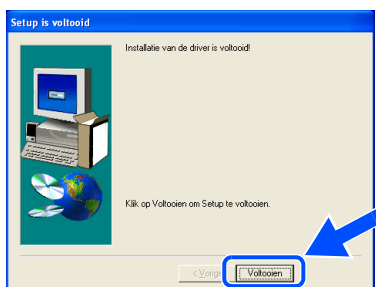 Setup is voltooid
Installatie van de driver is voltooid!
Klik op Voltooien om Setup te voltooien.
< Vorige
Voltooien